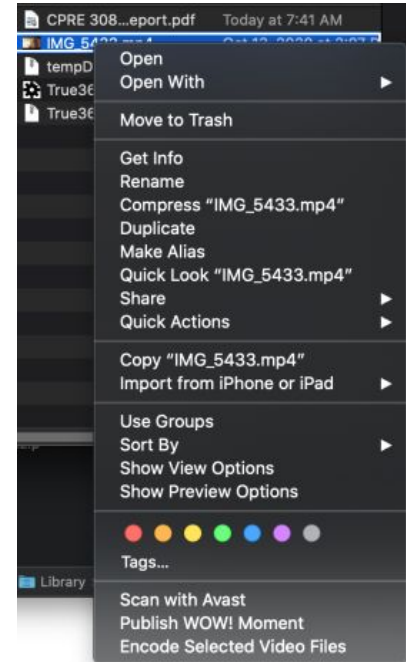 CPRE 308...eport.pdf Today at 7:41 AM
IMG_5433.mp4
tempD
True36
True36
Open
Open With
Move to Trash
Get Info
Rename
Compress “IMG_5433.mp4”
Duplicate
Make Alias
Quick Look “IMG_5433.mp4”
Share
Quick Actions
Copy “IMG_5433.mp4”
Import from iPhone or iPad
Use Groups
Sort By
Show View Options
Show Preview Options
Tags...
Library
Scan with Avast
Publish WOW! Moment
Encode Selected Video Files